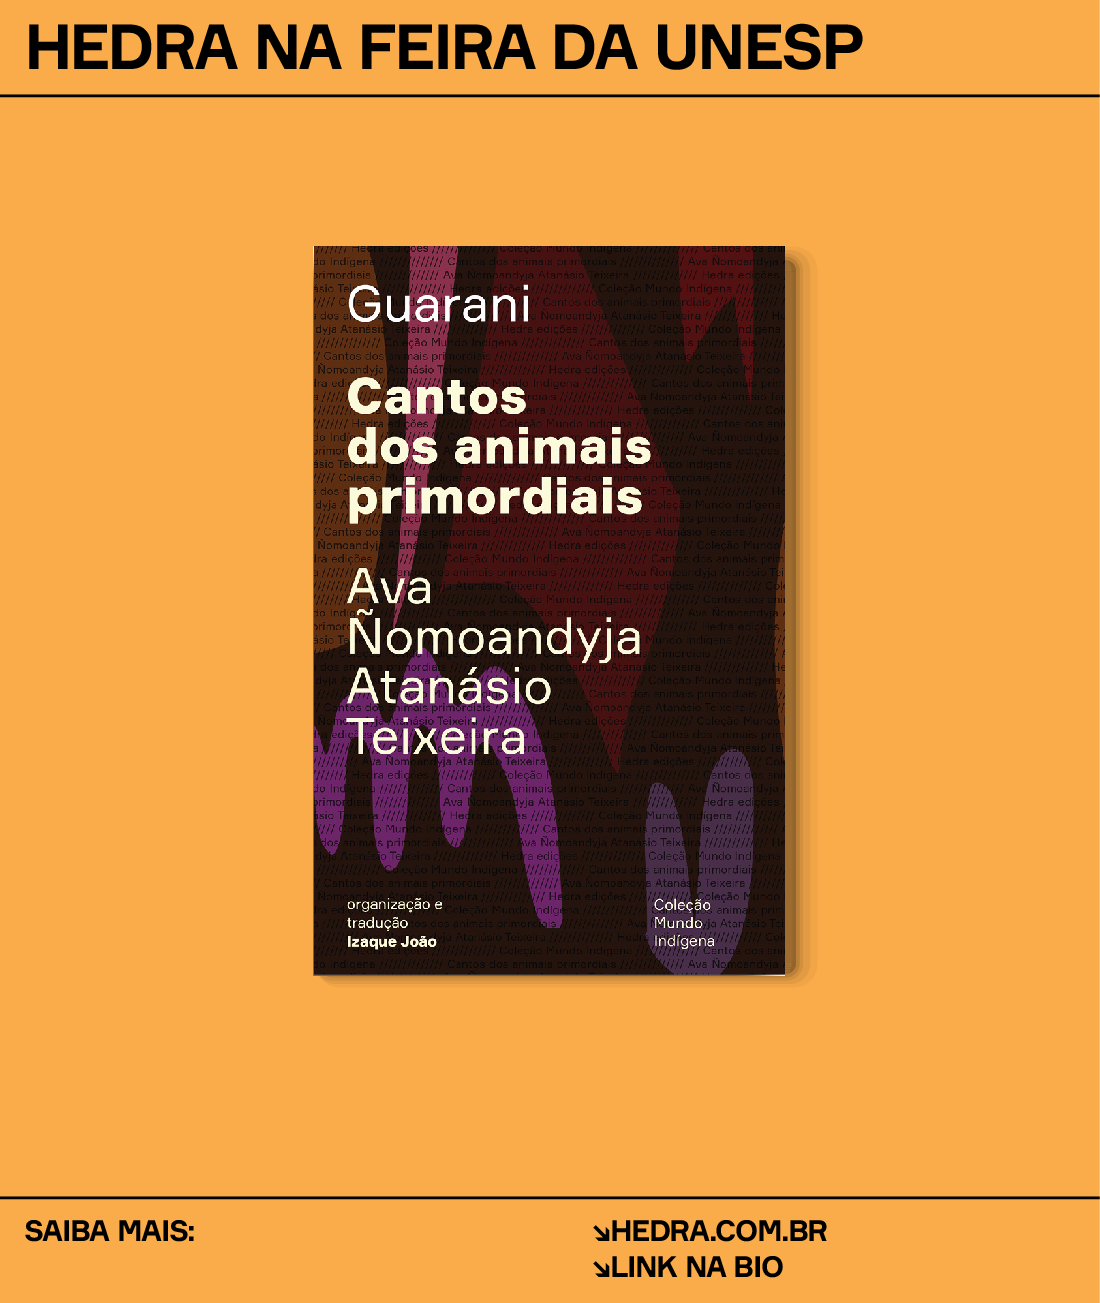 HEDRA NA FEIRA DA UNESP
Guarani
Cantos
dos animais
primordiais
Ava
Ñomoandyja
Atanásio
Teixeira
organização e
tradução
Izaque João
Coleção
Mundo
Indígena
SAIBA MAIS:
↘HEDRA.COM.BR
↘LINK NA BIO